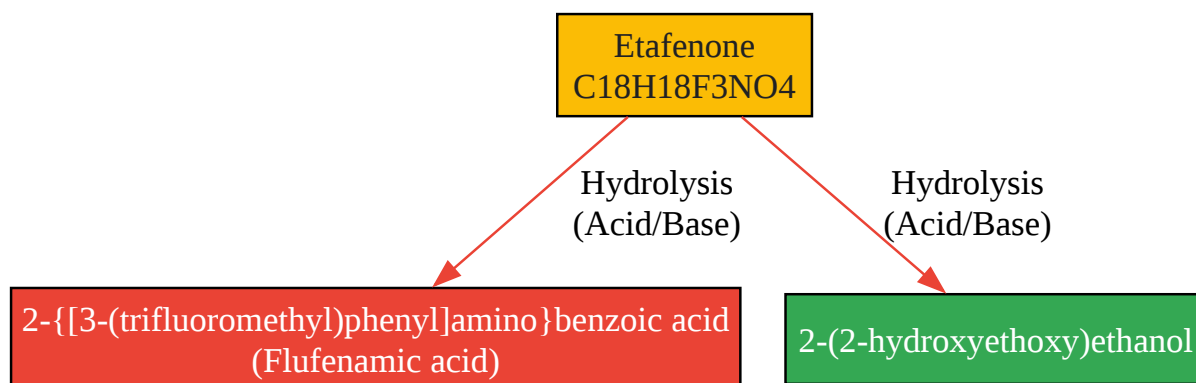 Etafenone
C18H18F3NO4
Hydrolysis
(Acid/Base)
Hydrolysis
(Acid/Base)
2-{[3-(trifluoromethyl)phenyl]amino}benzoic acid
(Flufenamic acid)
2-(2-hydroxyethoxy)ethanol